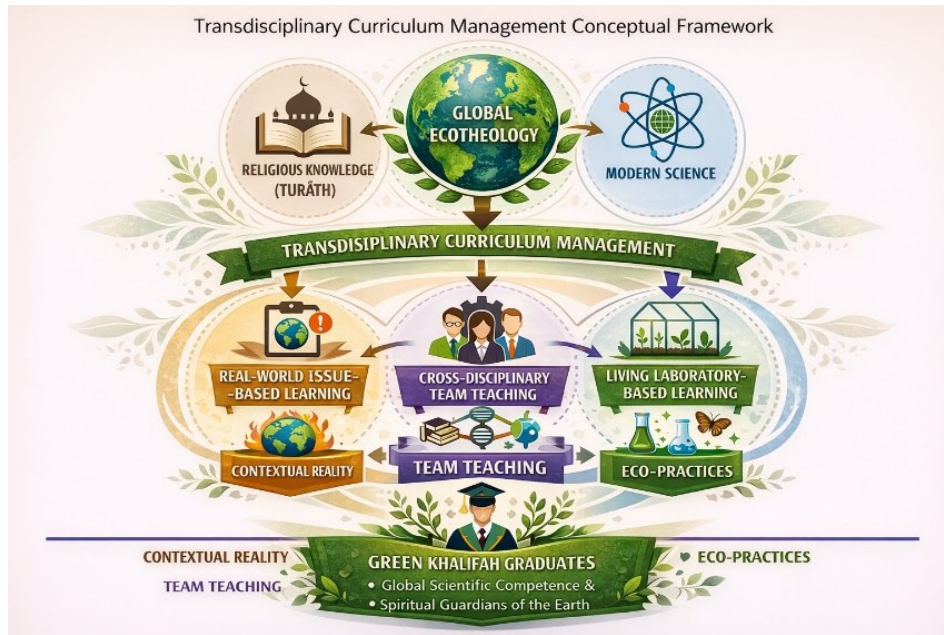 Transdisciplinary Curriculum Management Conceptual Framework
GLOBAL
ECOTHEOLOGY
RELIGIOUS KNOWLEDGE
(TURĀTH)
MODERN SCIENCE
TRANSDISIPLINARY CURRICULUM MANAGEMENT
REAL-WORLD ISSUE-
-BASED LEARNING
CROSS-DISCIPLINARY
TEAM TEACHING
LIVING LABORATORY-
BASED LEARNING
CONTEXTUAL REALITY
TEAM TEACHING
ECO-PRACTICES
CONTEXTUAL REALITY
TEAM TEACHING
GREEN KHALIFAH GRADUATES
• Global Scientific Competence &
• Spiritual Guardians of the Earth
ECO-PRACTICES